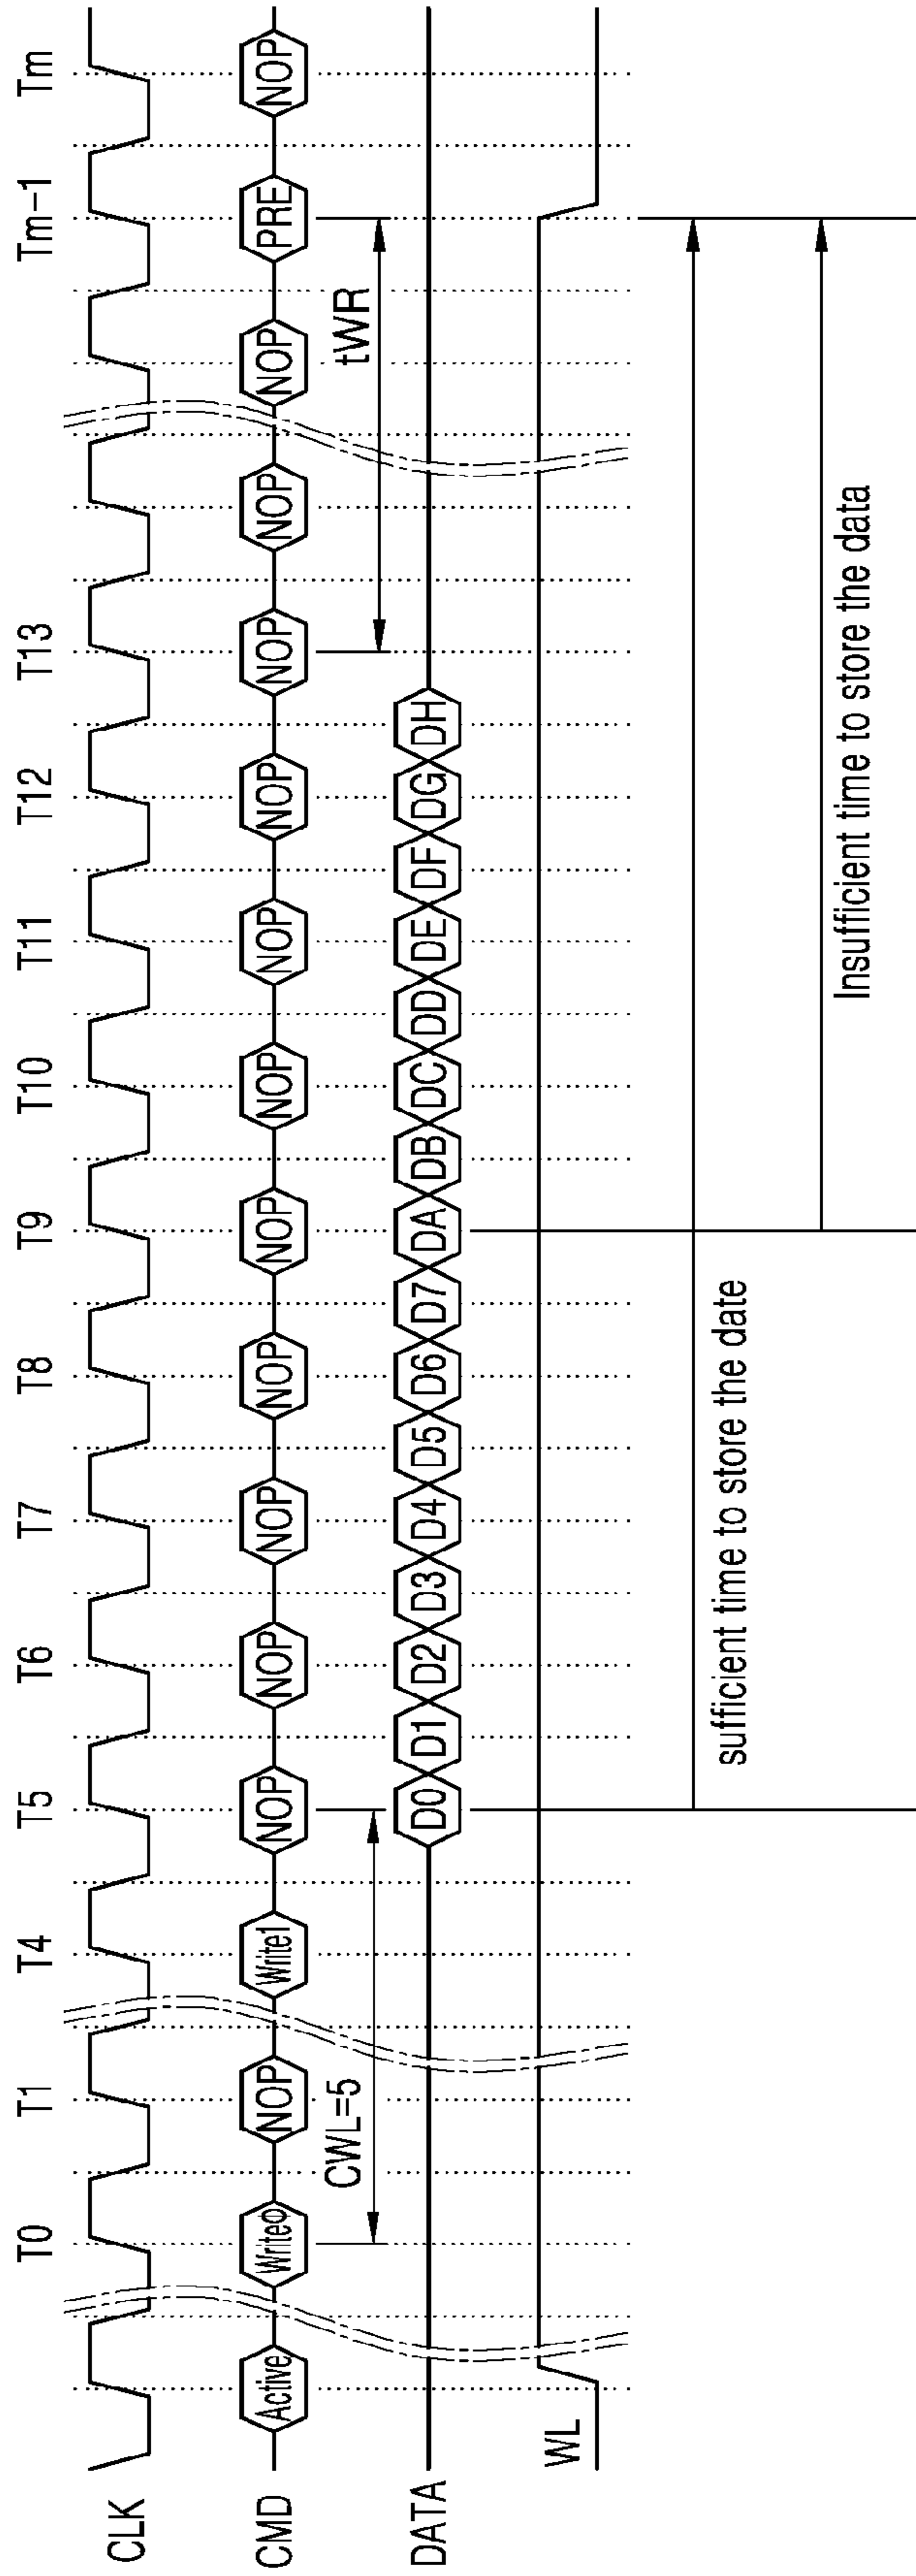 T0 T1 T4 T5 T6 T7 T8 T9 T10 T11 T12 T13 Tm-1 Tm
CLK
CMD Active WriteΦ NOP Write1 NOP NOP NOP NOP NOP NOP NOP NOP NOP NOP NOP PRE NOP
CWL=5 tWR
DATA D0 D1 D2 D3 D4 D5 D6 D7 DA DB DC DD DE DF DG DH
WL
sufficient time to store the date
Insufficient time to store the data